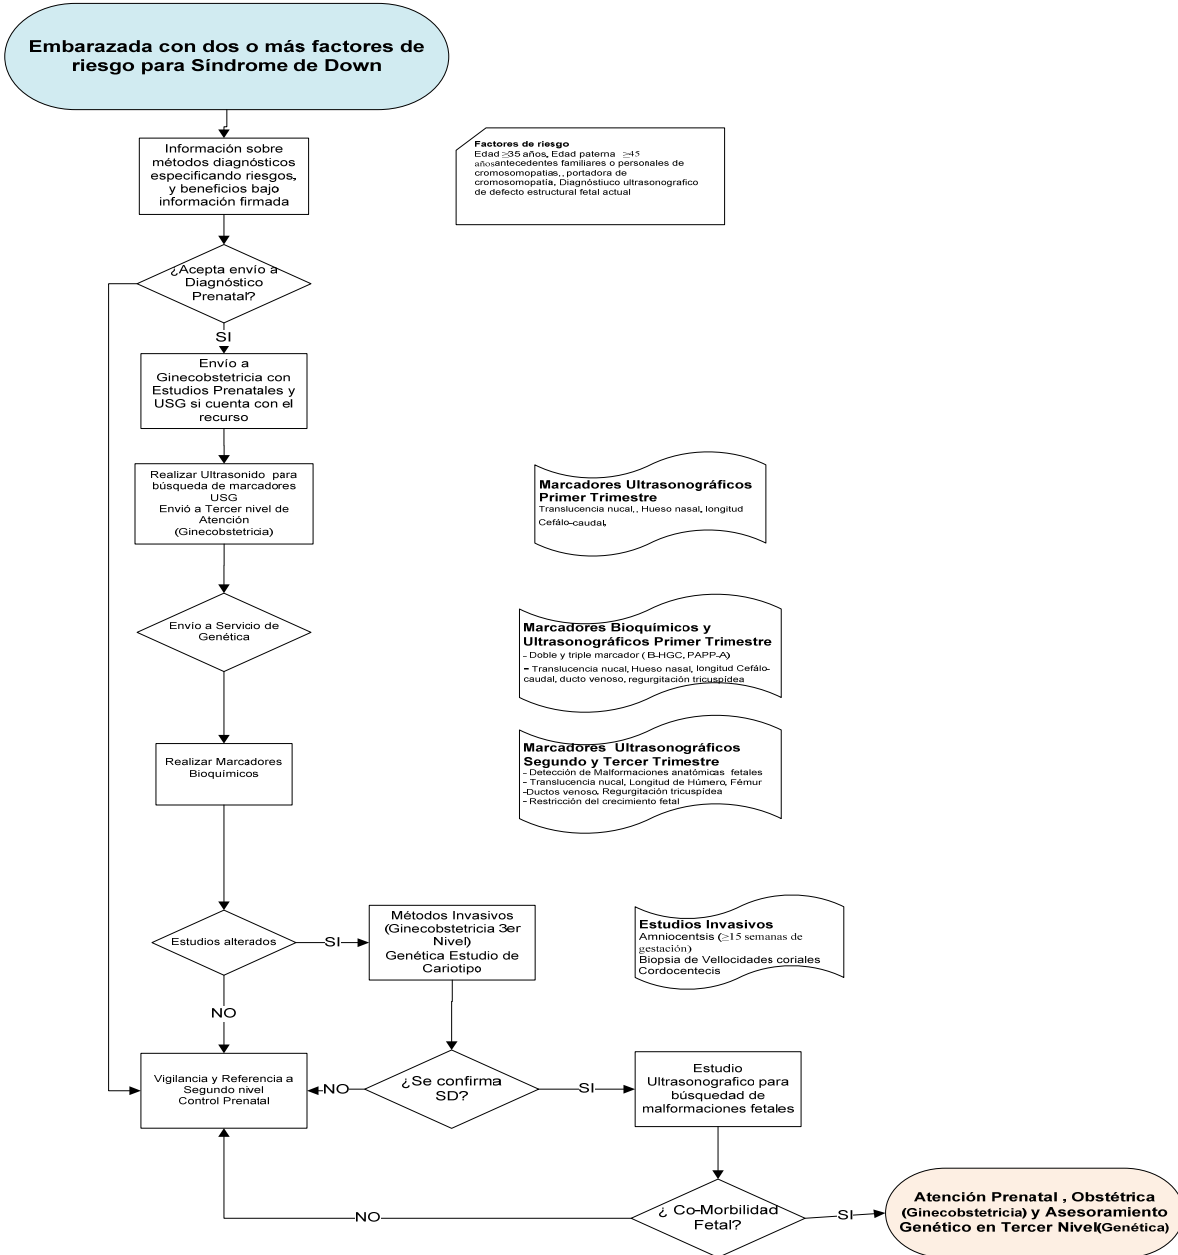 Embarazada con dos o más factores de
riesgo para Síndrome de Down
Información sobre
métodos diagnósticos
especificando riesgos,
y beneficios bajo
información firmada
Factores de riesgo
Edad ≥35 años, Edad paterna ≥45
añosantecedentes familiares o personales de
cromosomopatias,, portadora de
cromosomopatía, Diagnóstiuco ultrasonografico
de defecto estructural fetal actual
¿Acepta envío a
Diagnóstico
Prenatal?
SI
Envío a
Ginecobstetricia con
Estudios Prenatales y
USG si cuenta con el
recurso
Realizar Ultrasonido para
búsqueda de marcadores
USG
Envió a Tercer nivel de
Atención
(Ginecobstetricia)
Marcadores Ultrasonográficos
Primer Trimestre
Translucencia nucal,, Hueso nasal, longitud
Cefálo-caudal,
Envío a Servicio de
Genética
Marcadores Bioquímicos y
Ultrasonográficos Primer Trimestre
- Doble y triple marcador ( B-HGC, PAPP-A)
- Translucencia nucal, Hueso nasal, longitud Cefálo-
caudal, ducto venoso, regurgitación tricuspídea
Realizar Marcadores
Bioquímicos
Marcadores Ultrasonográficos
Segundo y Tercer Trimestre
- Detección de Malformaciones anatómicas fetales
- Translucencia nucal, Longitud de Húmero, Fémur
-Ductos venoso, Regurgitación tricuspídea
- Restricción del crecimiento fetal
Estudios alterados
SI
Métodos Invasivos
(Ginecobstetricia 3er
Nivel)
Genética Estudio de
Cariotipo
Estudios Invasivos
Amniocentsis (≥15 semanas de
gestación)
Biopsia de Vellocidades coriales
Cordocentecis
NO
Vigilancia y Referencia a
Segundo nivel
Control Prenatal
NO
¿Se confirma
SD?
SI
Estudio
Ultrasonografico para
búsquedad de
malformaciones fetales
NO
¿ Co-Morbilidad
Fetal?
SI
Atención Prenatal , Obstétrica
(Ginecobstetricia) y Asesoramiento
Genético en Tercer Nivel(Genética)